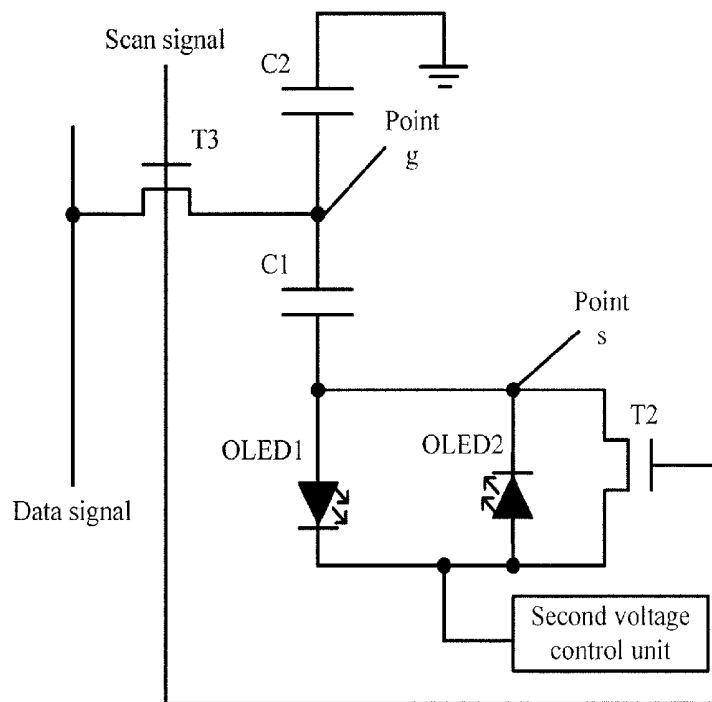 Scan signal
C2
T3
Point
g
C1
Point
s
T2
OLED1
OLED2
Data signal
Second voltage
control unit